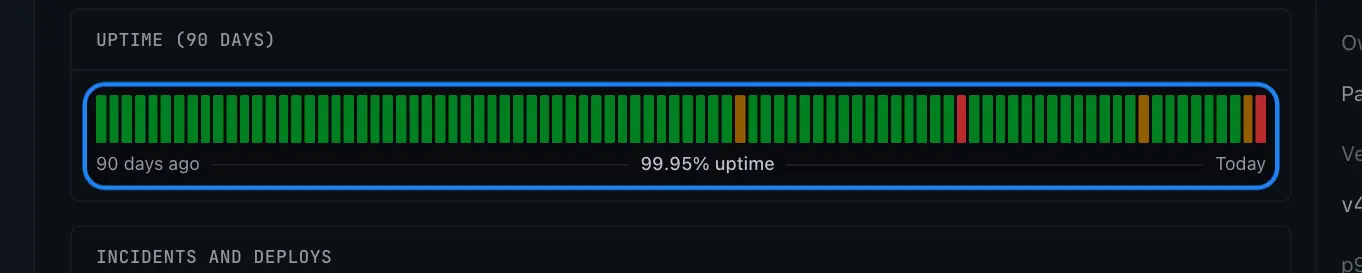 UPTIME (90 DAYS)
90 days ago 99.95% uptime Today
INCIDENTS AND DEPLOYS